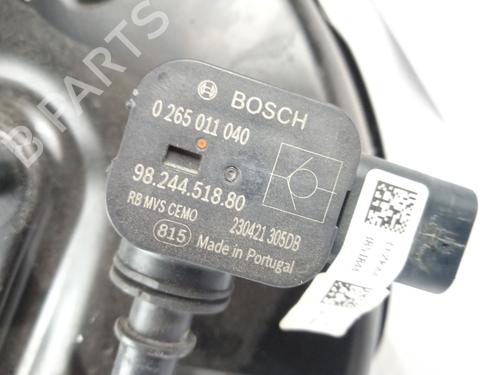 B PARTS
BOSCH
0 265 011 040
98.244.518.80
RB MVS CEMO
230421 305DB
815 Made in Portugal